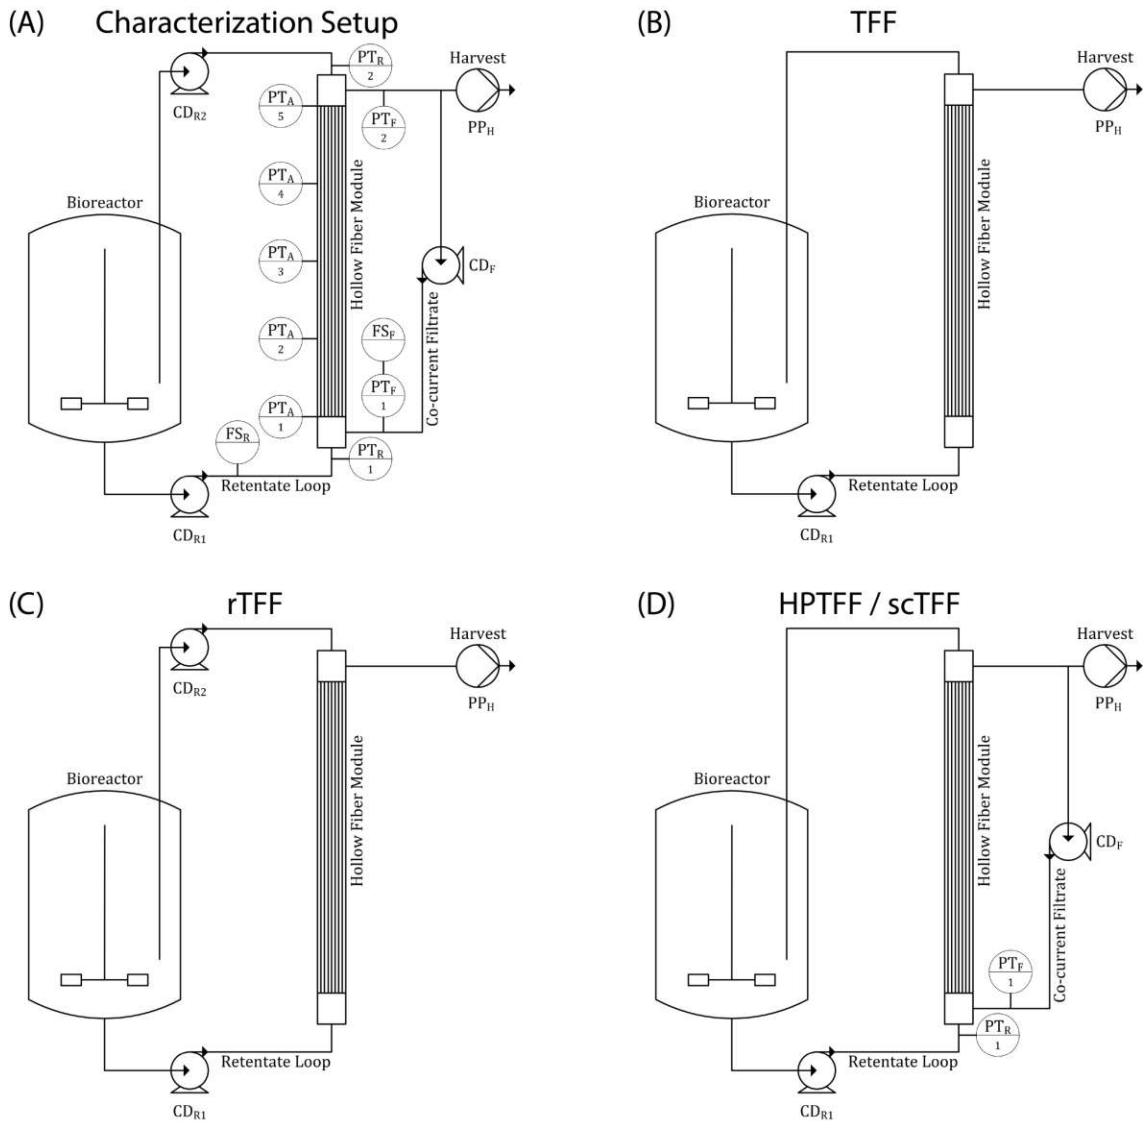 (A) Characterization Setup
PT_R
2
Harvest
PP_H
CD_R2
PT_A
5
PT_F
2
PT_A
4
Hollow Fiber Module
Bioreactor
PT_A
3
CD_F
PT_A
2
FS_F
Co-current Filtrate
PT_F
1
PT_A
1
FS_R
PT_R
1
Retentate Loop
CD_R1
(B) TFF
Harvest
PP_H
Hollow Fiber Module
Bioreactor
Retentate Loop
CD_R1
(C) rTFF
Harvest
PP_H
CD_R2
Hollow Fiber Module
Bioreactor
Retentate Loop
CD_R1
(D) HPTFF / scTFF
Harvest
PP_H
Hollow Fiber Module
Bioreactor
CD_F
Co-current Filtrate
PT_F
1
PT_R
1
Retentate Loop
CD_R1